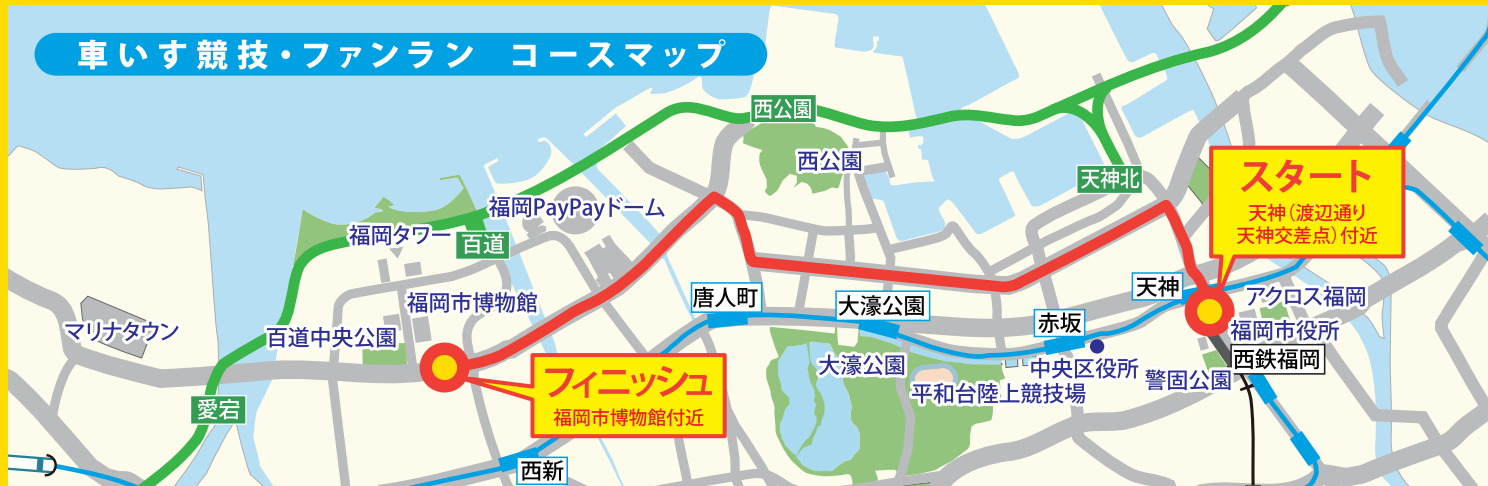 車いす競技・ファンラン コースマップ
西公園
西公園
天神北
スタート
天神(渡辺通り
天神交差点)付近
福岡PayPayドーム
福岡タワー
百道
福岡市博物館
マリナタウン
百道中央公園
唐人町
大濠公園
赤坂
天神
アクロス福岡
福岡市役所
西鉄福岡
大濠公園
中央区役所
平和台陸上競技場
警固公園
フィニッシュ
福岡市博物館付近
愛宕
西新